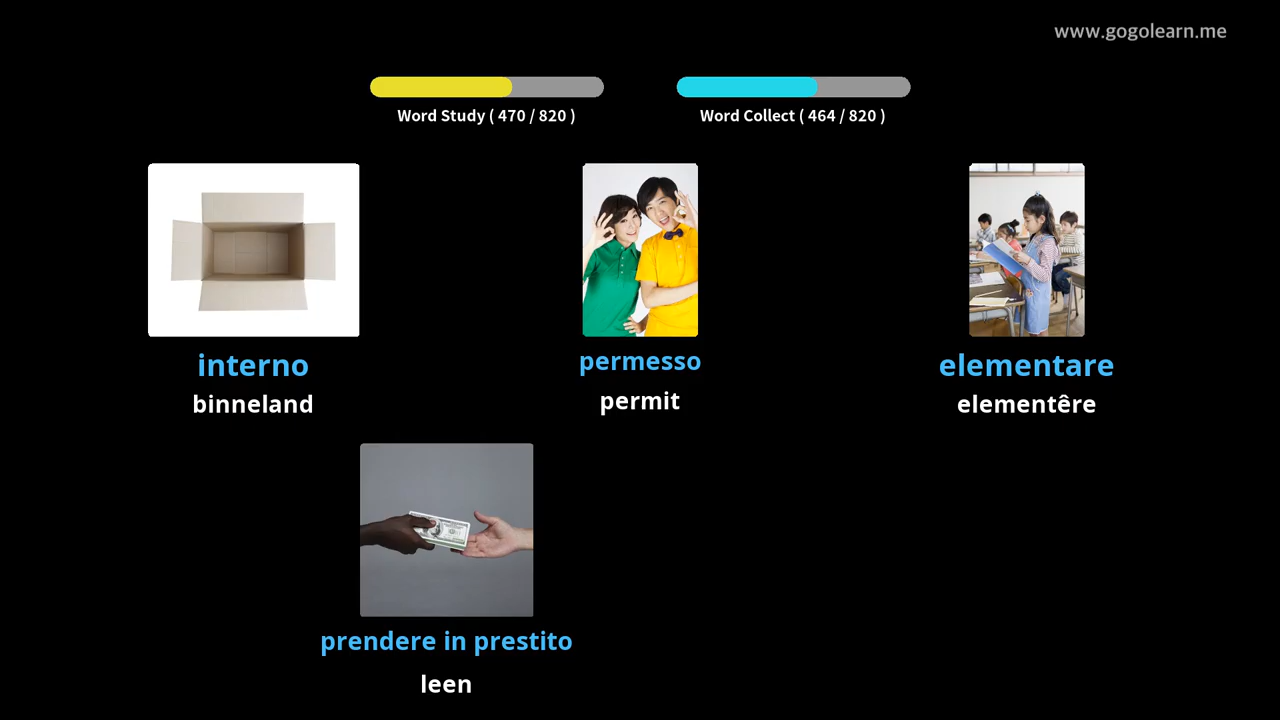 www.gogolearn.me
Word Study ( 470 / 820 )
Word Collect ( 464 / 820 )
interno
binneland
permesso
permit
elementare
elementêre
prendere in prestito
leen